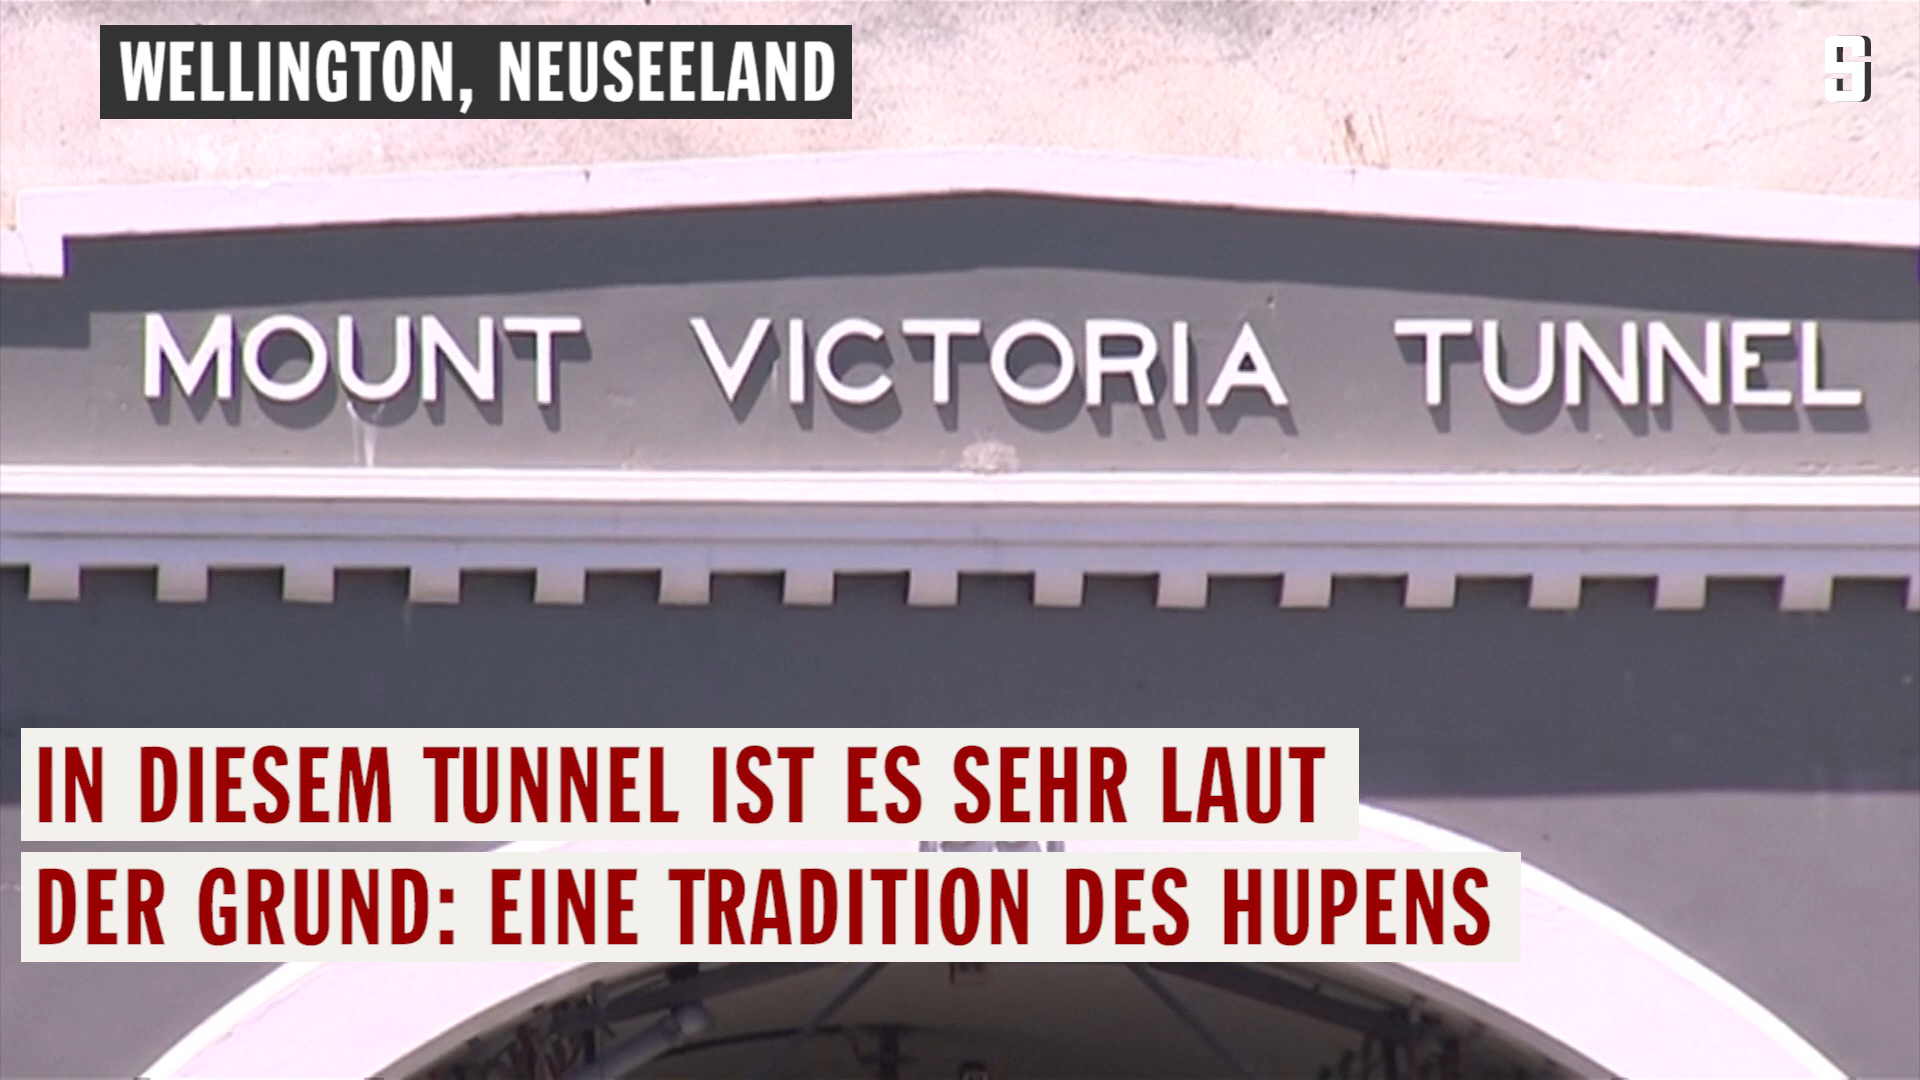 WELLINGTON, NEUSEELAND
S
MOUNT VICTORIA TUNNEL
IN DIESEM TUNNEL IST ES SEHR LAUT
DER GRUND: EINE TRADITION DES HUPENS